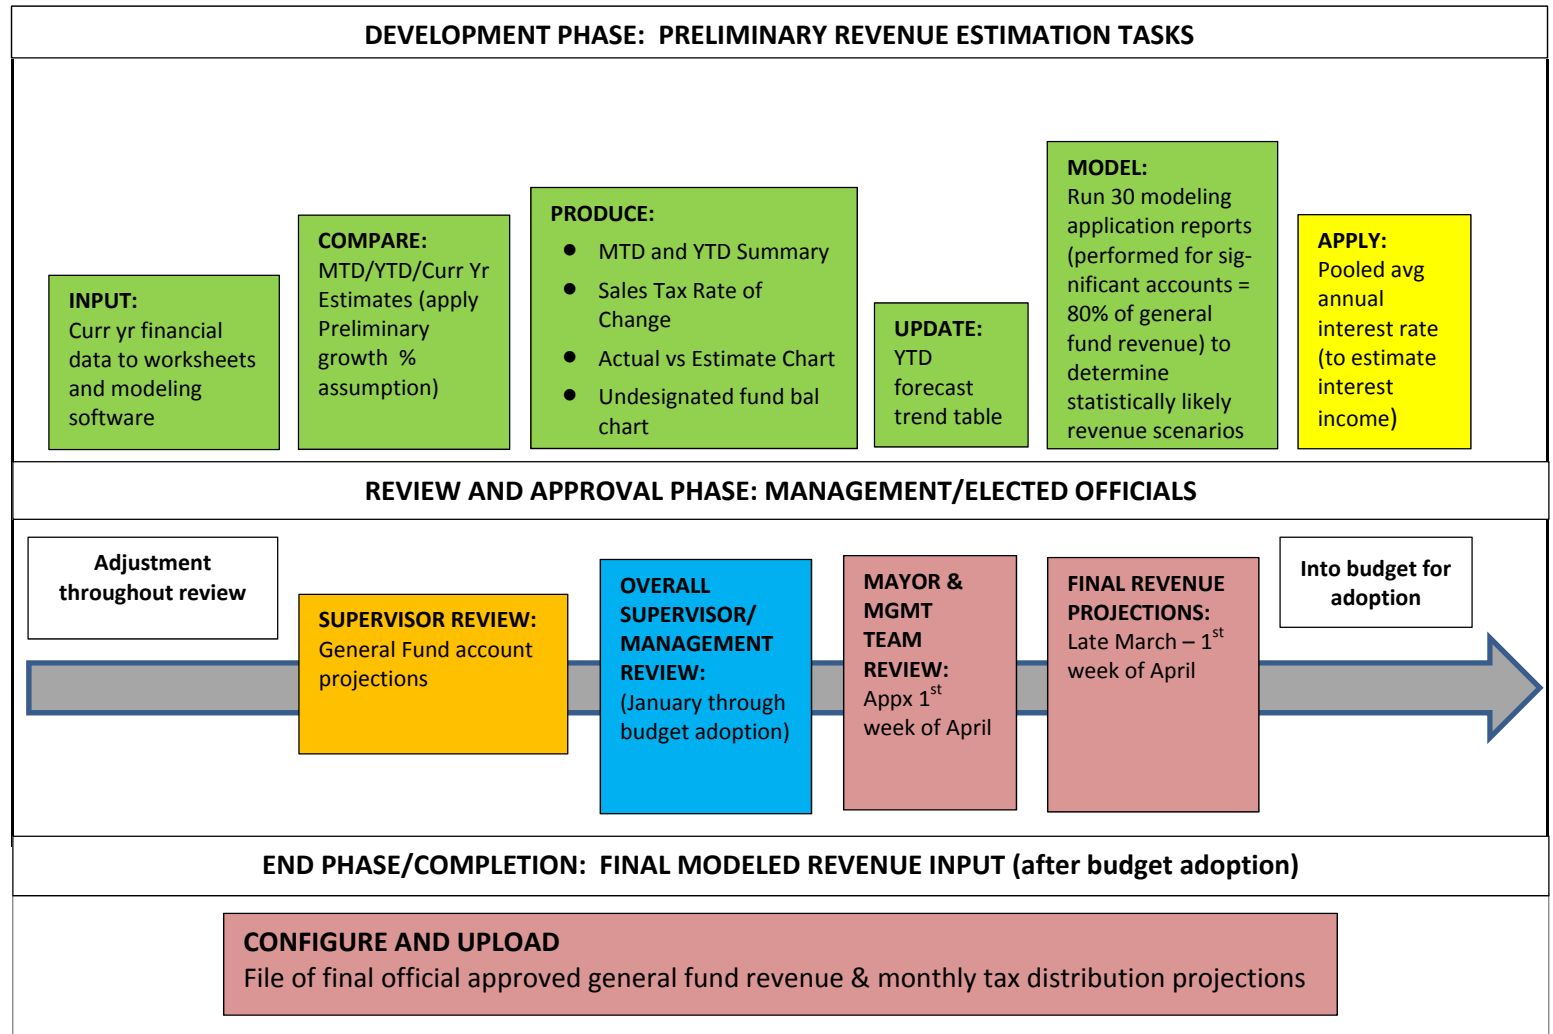 DEVELOPMENT PHASE:  PRELIMINARY REVENUE ESTIMATION TASKS
INPUT:
Curr yr financial
data to worksheets
and modeling
software
COMPARE:
MTD/YTD/Curr Yr
Estimates (apply
Preliminary
growth  %
assumption)
PRODUCE:
● MTD and YTD Summary
● Sales Tax Rate of
Change
● Actual vs Estimate Chart
● Undesignated fund bal
chart
UPDATE:
YTD
forecast
trend table
MODEL:
Run 30 modeling
application reports
(performed for sig-
nificant accounts =
80% of general
fund revenue) to
determine
statistically likely
revenue scenarios
APPLY:
Pooled avg
annual
interest rate
(to estimate
interest
income)
REVIEW AND APPROVAL PHASE: MANAGEMENT/ELECTED OFFICIALS
Adjustment
throughout review
SUPERVISOR REVIEW:
General Fund account
projections
OVERALL
SUPERVISOR/
MANAGEMENT
REVIEW:
(January through
budget adoption)
MAYOR &
MGMT
TEAM
REVIEW:
Appx 1st
week of April
FINAL REVENUE
PROJECTIONS:
Late March – 1st
week of April
Into budget for
adoption
END PHASE/COMPLETION:  FINAL MODELED REVENUE INPUT (after budget adoption)
CONFIGURE AND UPLOAD
File of final official approved general fund revenue & monthly tax distribution projections